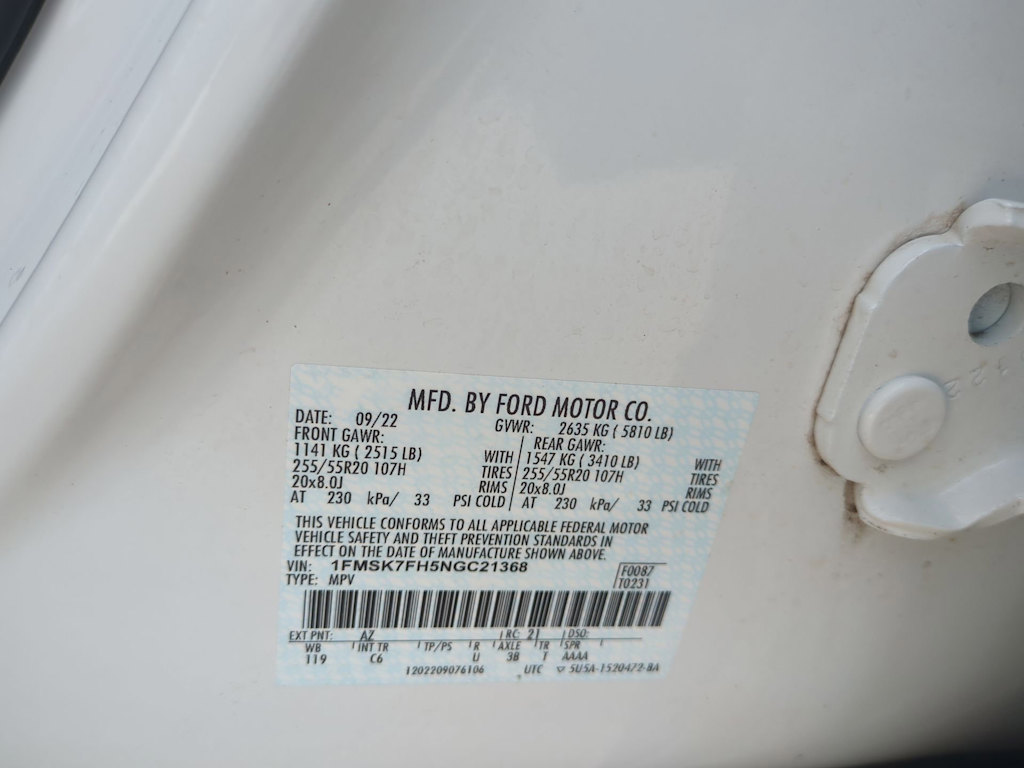 MFD. BY FORD MOTOR CO.
DATE: 09/22 GVWR: 2635 KG ( 5810 LB)
FRONT GAWR: REAR GAWR:
1141 KG ( 2515 LB) WITH 1547 KG ( 3410 LB) WITH
255/55R20 107H TIRES 255/55R20 107H TIRES
20x8.0J RIMS 20x8.0J RIMS
AT 230 kPa/ 33 PSI COLD AT 230 kPa/ 33 PSI COLD
THIS VEHICLE CONFORMS TO ALL APPLICABLE FEDERAL MOTOR
VEHICLE SAFETY AND THEFT PREVENTION STANDARDS IN
EFFECT ON THE DATE OF MANUFACTURE SHOWN ABOVE.
VIN: 1FMSK7FH5NGC21368 F0087
TYPE: MPV T0231
EXT PNT: AZ RC: 21 DSO:
WB INT TR TP/PS R AXLE TR SPR
119 C6 U 3B T AAAA
1202209076106 UTC 5U5A-1520472-BA
122